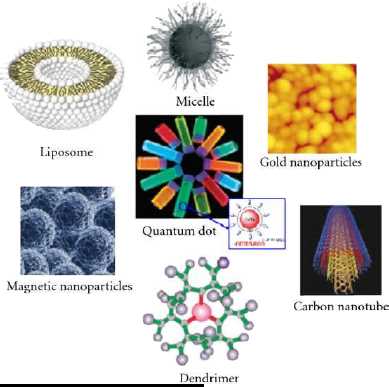 Micelle
Liposome
Gold nanoparticles
Quantum dot
Magnetic nanoparticles
Carbon nanotube
Dendrimer